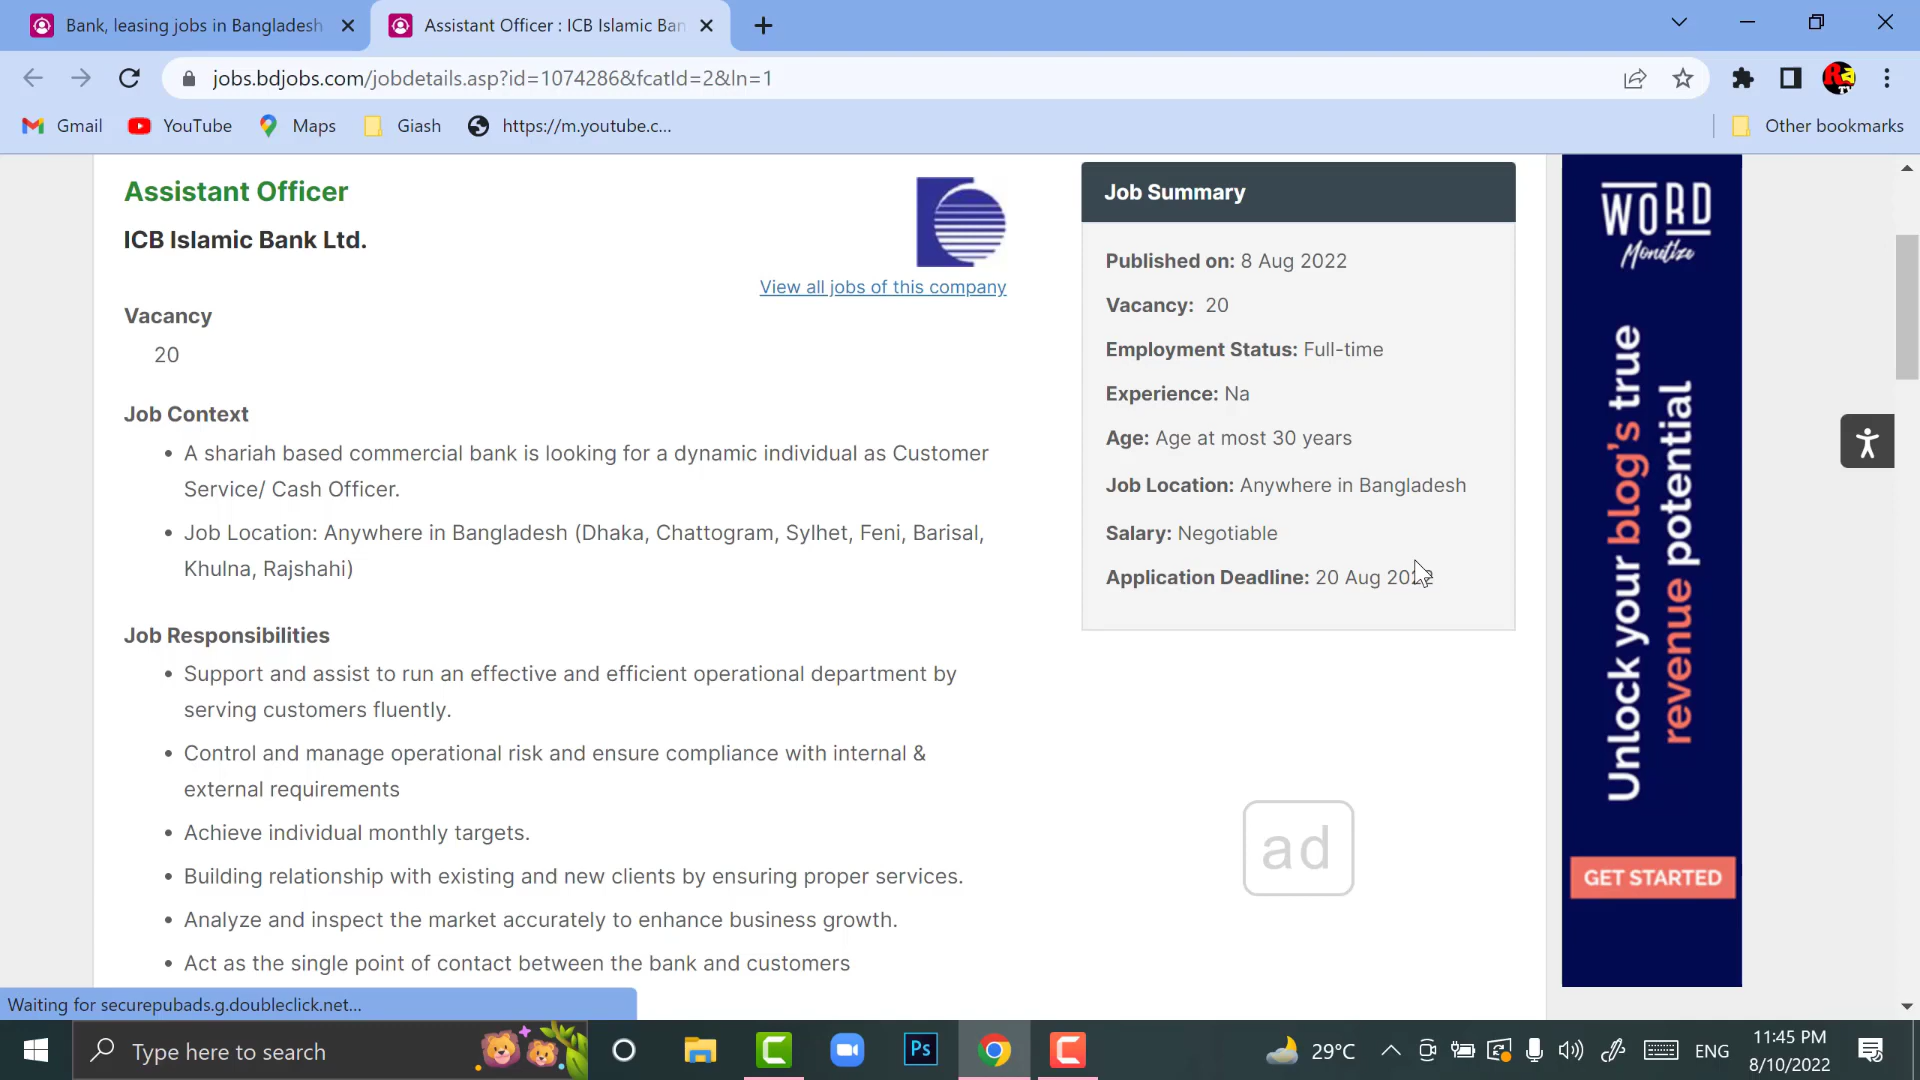 Bank, leasing jobs in Bangladesh
Assistant Officer : ICB Islamic Ban
jobs.bdjobs.com/jobdetails.asp?id=1074286&fcatId=2&ln=1
Gmail
YouTube
Maps
Giash
https://m.youtube.c...
Other bookmarks
Assistant Officer
ICB Islamic Bank Ltd.
View all jobs of this company
Vacancy
20
Job Context
• A shariah based commercial bank is looking for a dynamic individual as Customer
Service/ Cash Officer.
• Job Location: Anywhere in Bangladesh (Dhaka, Chattogram, Sylhet, Feni, Barisal,
Khulna, Rajshahi)
Job Responsibilities
• Support and assist to run an effective and efficient operational department by
serving customers fluently.
• Control and manage operational risk and ensure compliance with internal &
external requirements
• Achieve individual monthly targets.
• Building relationship with existing and new clients by ensuring proper services.
• Analyze and inspect the market accurately to enhance business growth.
• Act as the single point of contact between the bank and customers
Job Summary
Published on: 8 Aug 2022
Vacancy: 20
Employment Status: Full-time
Experience: Na
Age: Age at most 30 years
Job Location: Anywhere in Bangladesh
Salary: Negotiable
Application Deadline: 20 Aug 2022
ad
WORD
Monetize
Unlock your blog's true
revenue potential
GET STARTED
Waiting for securepubads.g.doubleclick.net...
Type here to search
Ps
29°C
ENG
11:45 PM
8/10/2022